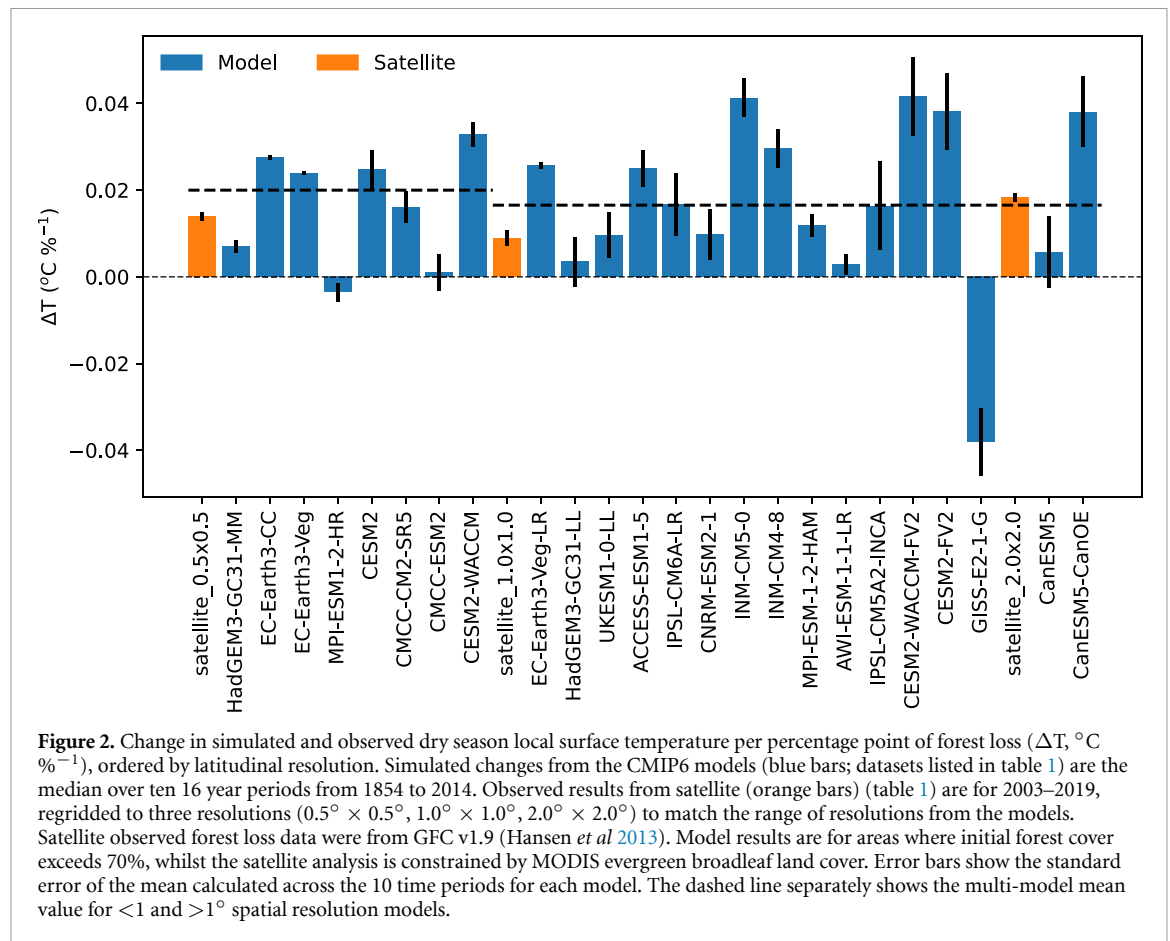 Model Satellite
0.04
0.02
0.00
−0.02
−0.04
ΔT (°C %−1)
satellite_0.5x0.5
HadGEM3-GC31-MM
EC-Earth3-CC
EC-Earth3-Veg
MPI-ESM1-2-HR
CESM2
CMCC-CM2-SR5
CMCC-ESM2
CESM2-WACCM
satellite_1.0x1.0
EC-Earth3-Veg-LR
HadGEM3-GC31-LL
UKESM1-0-LL
ACCESS-ESM1-5
IPSL-CM6A-LR
CNRM-ESM2-1
INM-CM5-0
INM-CM4-8
MPI-ESM-1-2-HAM
AWI-ESM-1-1-LR
IPSL-CM5A2-INCA
CESM2-WACCM-FV2
CESM2-FV2
GISS-E2-1-G
satellite_2.0x2.0
CanESM5
CanESM5-CanOE
Figure 2. Change in simulated and observed dry season local surface temperature per percentage point of forest loss (ΔT, °C
%−1), ordered by latitudinal resolution. Simulated changes from the CMIP6 models (blue bars; datasets listed in table 1) are the
median over ten 16 year periods from 1854 to 2014. Observed results from satellite (orange bars) (table 1) are for 2003–2019,
regridded to three resolutions (0.5° × 0.5°, 1.0° × 1.0°, 2.0° × 2.0°) to match the range of resolutions from the models.
Satellite observed forest loss data were from GFC v1.9 (Hansen et al 2013). Model results are for areas where initial forest cover
exceeds 70%, whilst the satellite analysis is constrained by MODIS evergreen broadleaf land cover. Error bars show the standard
error of the mean calculated across the 10 time periods for each model. The dashed line separately shows the multi-model mean
value for <1 and >1° spatial resolution models.